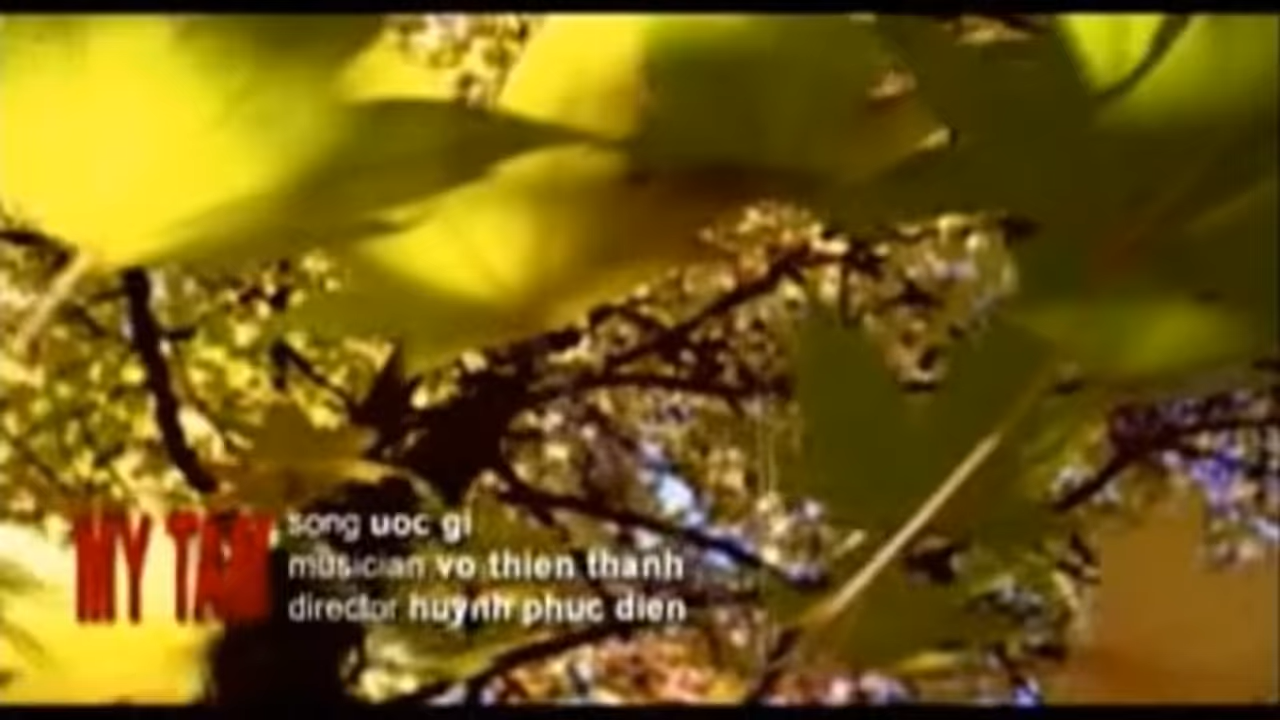 MY TAM
song uoc gi
musician vo thien thanh
director huynh phuc dien